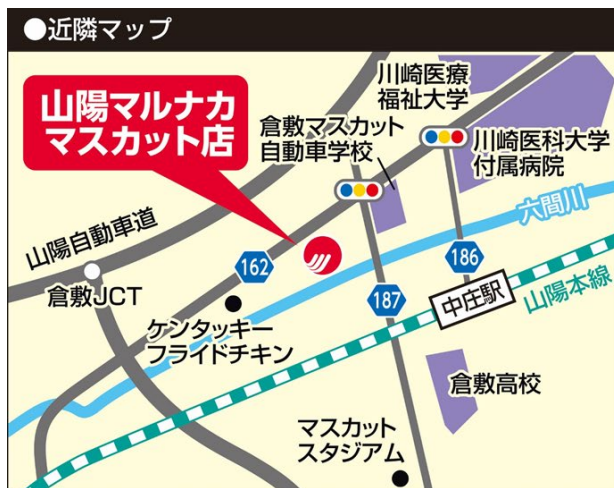 ●近隣マップ
山陽マルナカ
マスカット店
川崎医療
福祉大学
倉敷マスカット
自動車学校
川崎医科大学
付属病院
山陽自動車道
六間川
162
186
倉敷JCT
187
中庄駅
山陽本線
ケンタッキー
フライドチキン
倉敷高校
マスカット
スタジアム